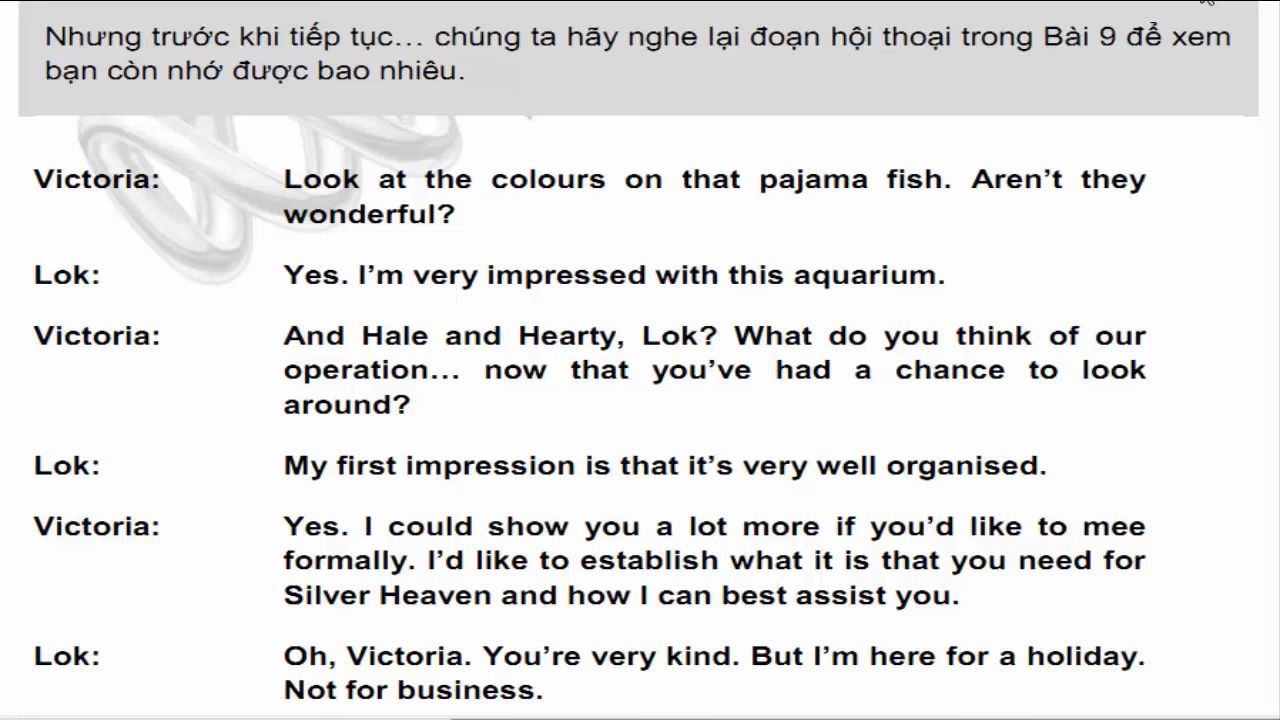 Nhưng trước khi tiếp tục... chúng ta hãy nghe lại đoạn hội thoại trong Bài 9 để xem
bạn còn nhớ được bao nhiêu.
Victoria: Look at the colours on that pajama fish. Aren't they
wonderful?
Lok: Yes. I'm very impressed with this aquarium.
Victoria: And Hale and Hearty, Lok? What do you think of our
operation... now that you've had a chance to look
around?
Lok: My first impression is that it's very well organised.
Victoria: Yes. I could show you a lot more if you'd like to mee
formally. I'd like to establish what it is that you need for
Silver Heaven and how I can best assist you.
Lok: Oh, Victoria. You're very kind. But I'm here for a holiday.
Not for business.